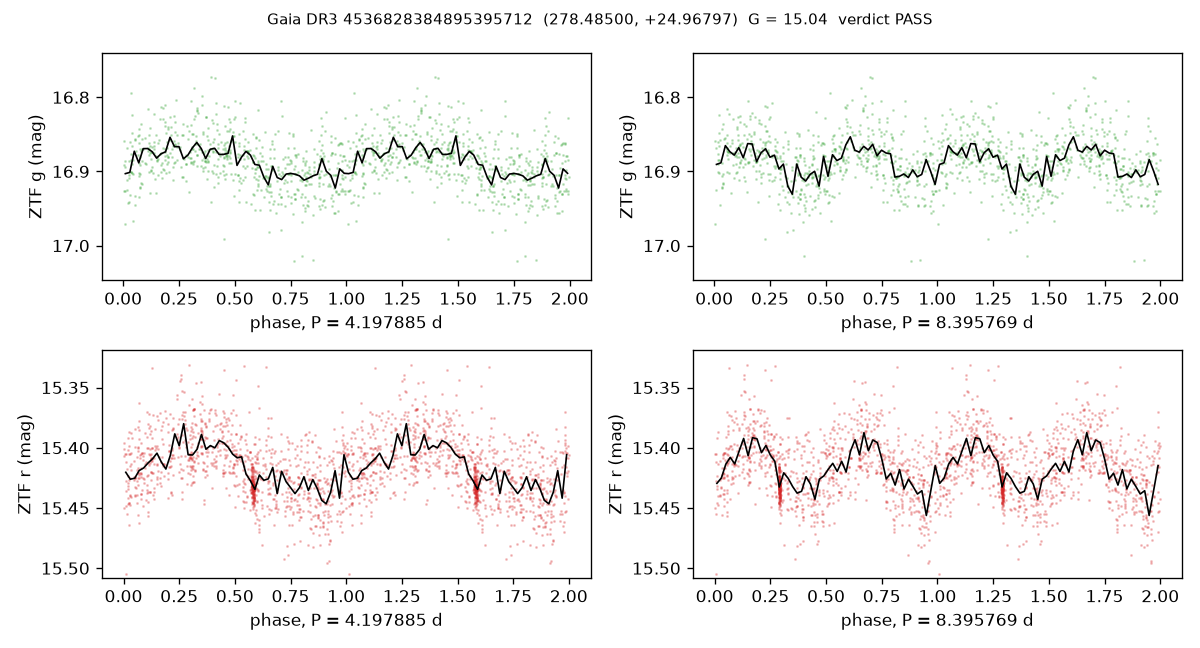 Gaia DR3 4536828384895395712 (278.48500, +24.96797) G = 15.04 verdict PASS
ZTF g (mag)
16.8
16.9
17.0
0.00 0.25 0.50 0.75 1.00 1.25 1.50 1.75 2.00
phase, P = 4.197885 d
ZTF g (mag)
16.8
16.9
17.0
0.00 0.25 0.50 0.75 1.00 1.25 1.50 1.75 2.00
phase, P = 8.395769 d
ZTF r (mag)
15.35
15.40
15.45
15.50
0.00 0.25 0.50 0.75 1.00 1.25 1.50 1.75 2.00
phase, P = 4.197885 d
ZTF r (mag)
15.35
15.40
15.45
15.50
0.00 0.25 0.50 0.75 1.00 1.25 1.50 1.75 2.00
phase, P = 8.395769 d